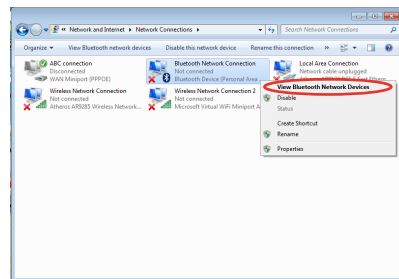 « Network and Internet ▸ Network Connections ▸
Search Network Connections
Organize
View Bluetooth network devices
Disable this network device
Rename this connection
»
ABC connection
Disconnected
WAN Miniport (PPPOE)
Bluetooth Network Connection
Not connected
Bluetooth Device (Personal Area
Local Area Connection
Network cable unplugged
Wireless Network Connection
Not connected
Atheros AR9285 Wireless Network...
Wireless Network Connection 2
Not connected
Microsoft Virtual WiFi Miniport A
View Bluetooth Network Devices
Disable
Status
Create Shortcut
Rename
Properties